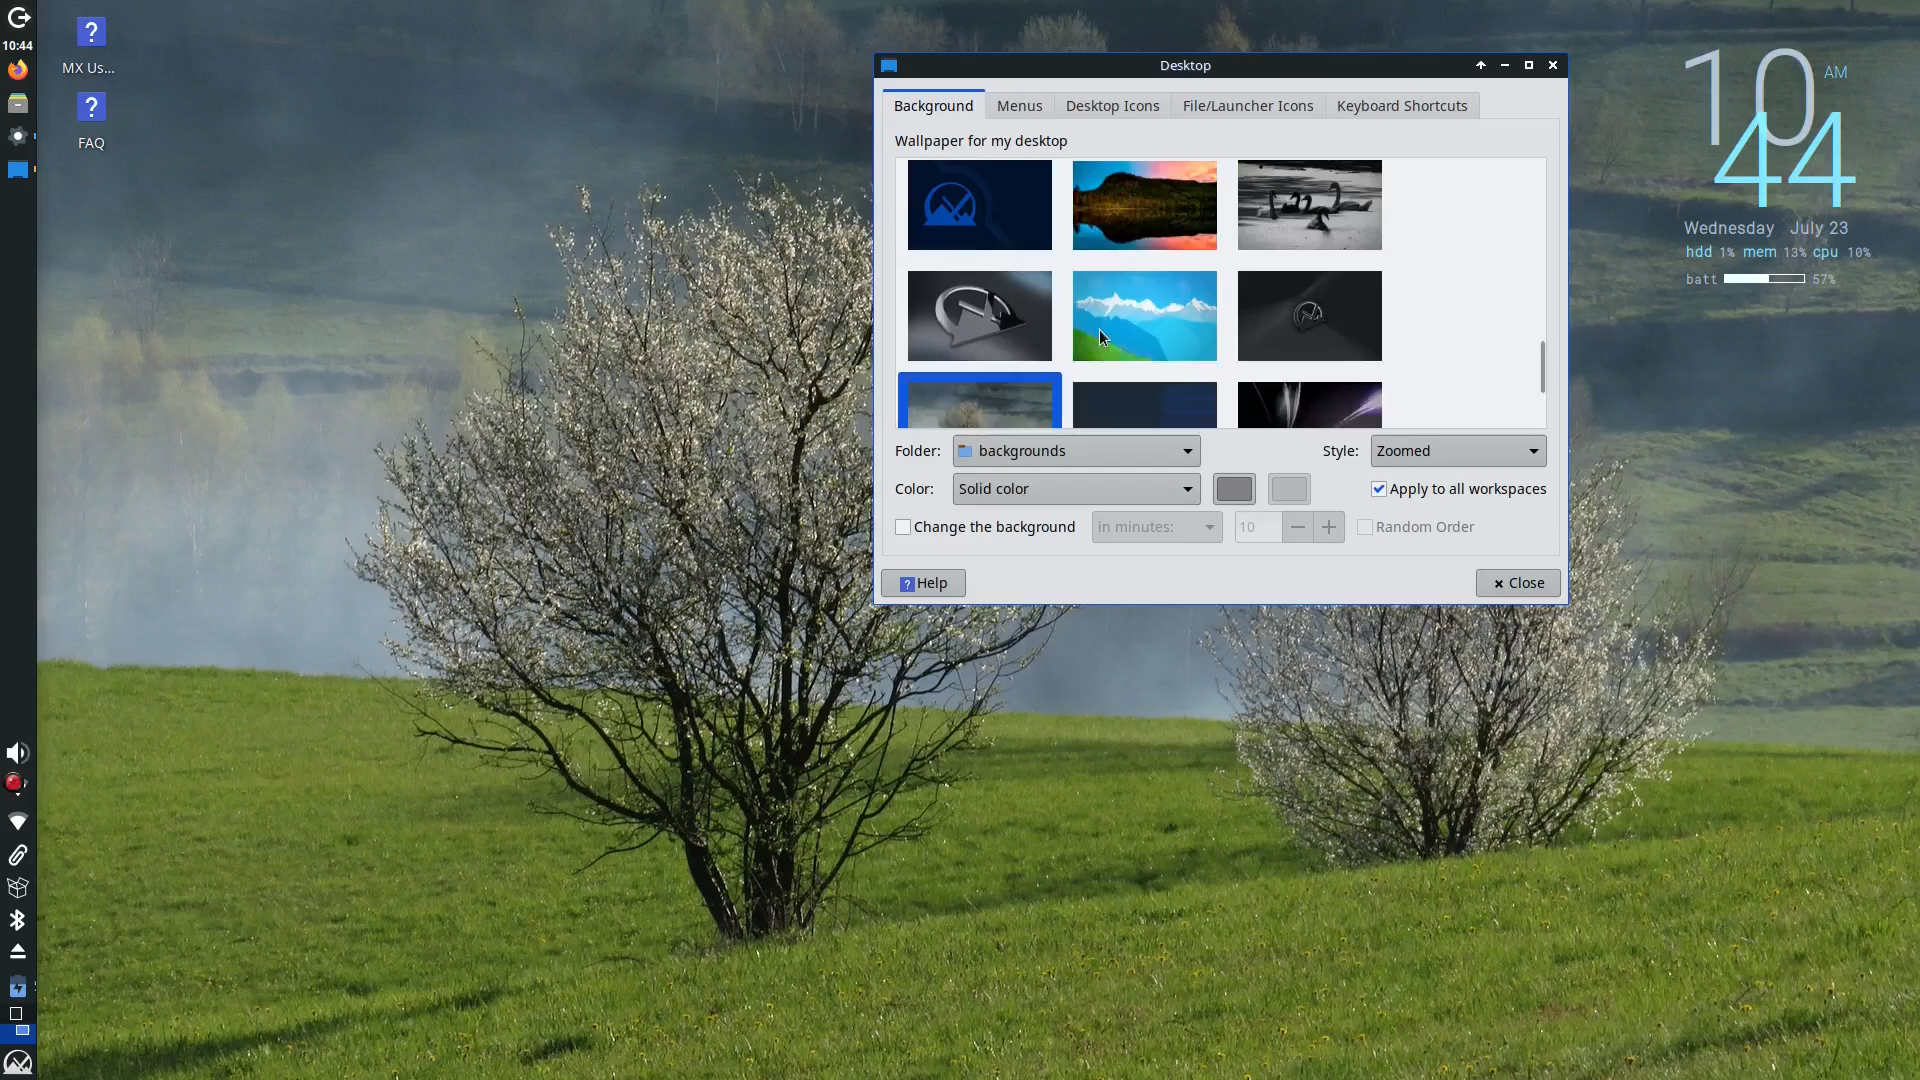 10:44
MX Us...
FAQ
Desktop
Background Menus Desktop Icons File/Launcher Icons Keyboard Shortcuts
Wallpaper for my desktop
Folder: backgrounds Style: Zoomed
Color: Solid color Apply to all workspaces
Change the background in minutes: 10 Random Order
Help Close
10 AM
44
Wednesday July 23
hdd 1% mem 13% cpu 10%
batt 57%